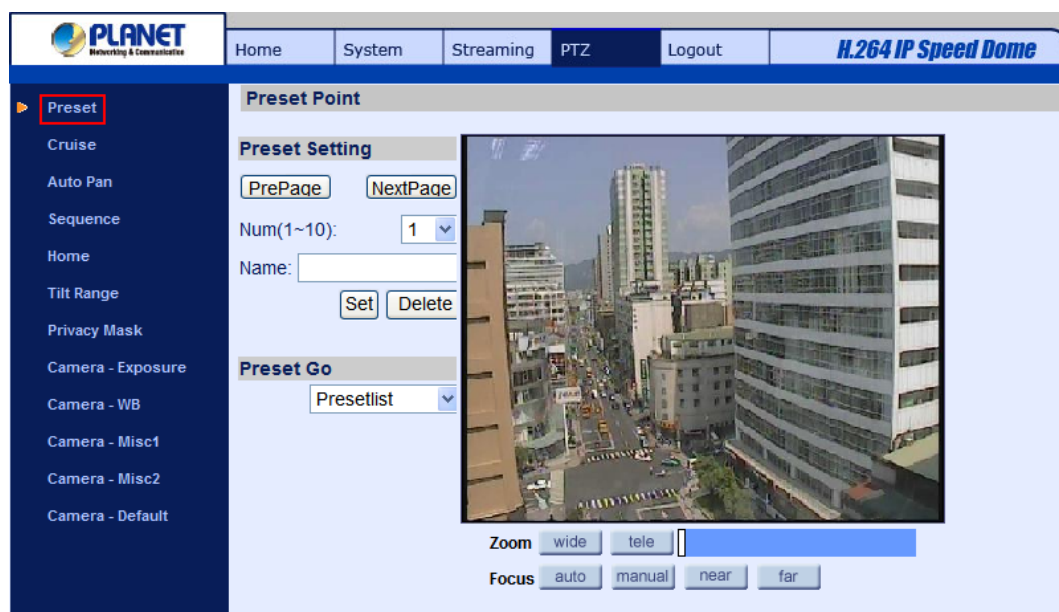 PLANET
Networking & Communication
Home System Streaming PTZ Logout H.264 IP Speed Dome
Preset
Cruise
Auto Pan
Sequence
Home
Tilt Range
Privacy Mask
Camera - Exposure
Camera - WB
Camera - Misc1
Camera - Misc2
Camera - Default
Preset Point
Preset Setting
PrePage NextPage
Num(1~10): 1
Name:
Set Delete
Preset Go
Presetlist
Zoom wide tele
Focus auto manual near far